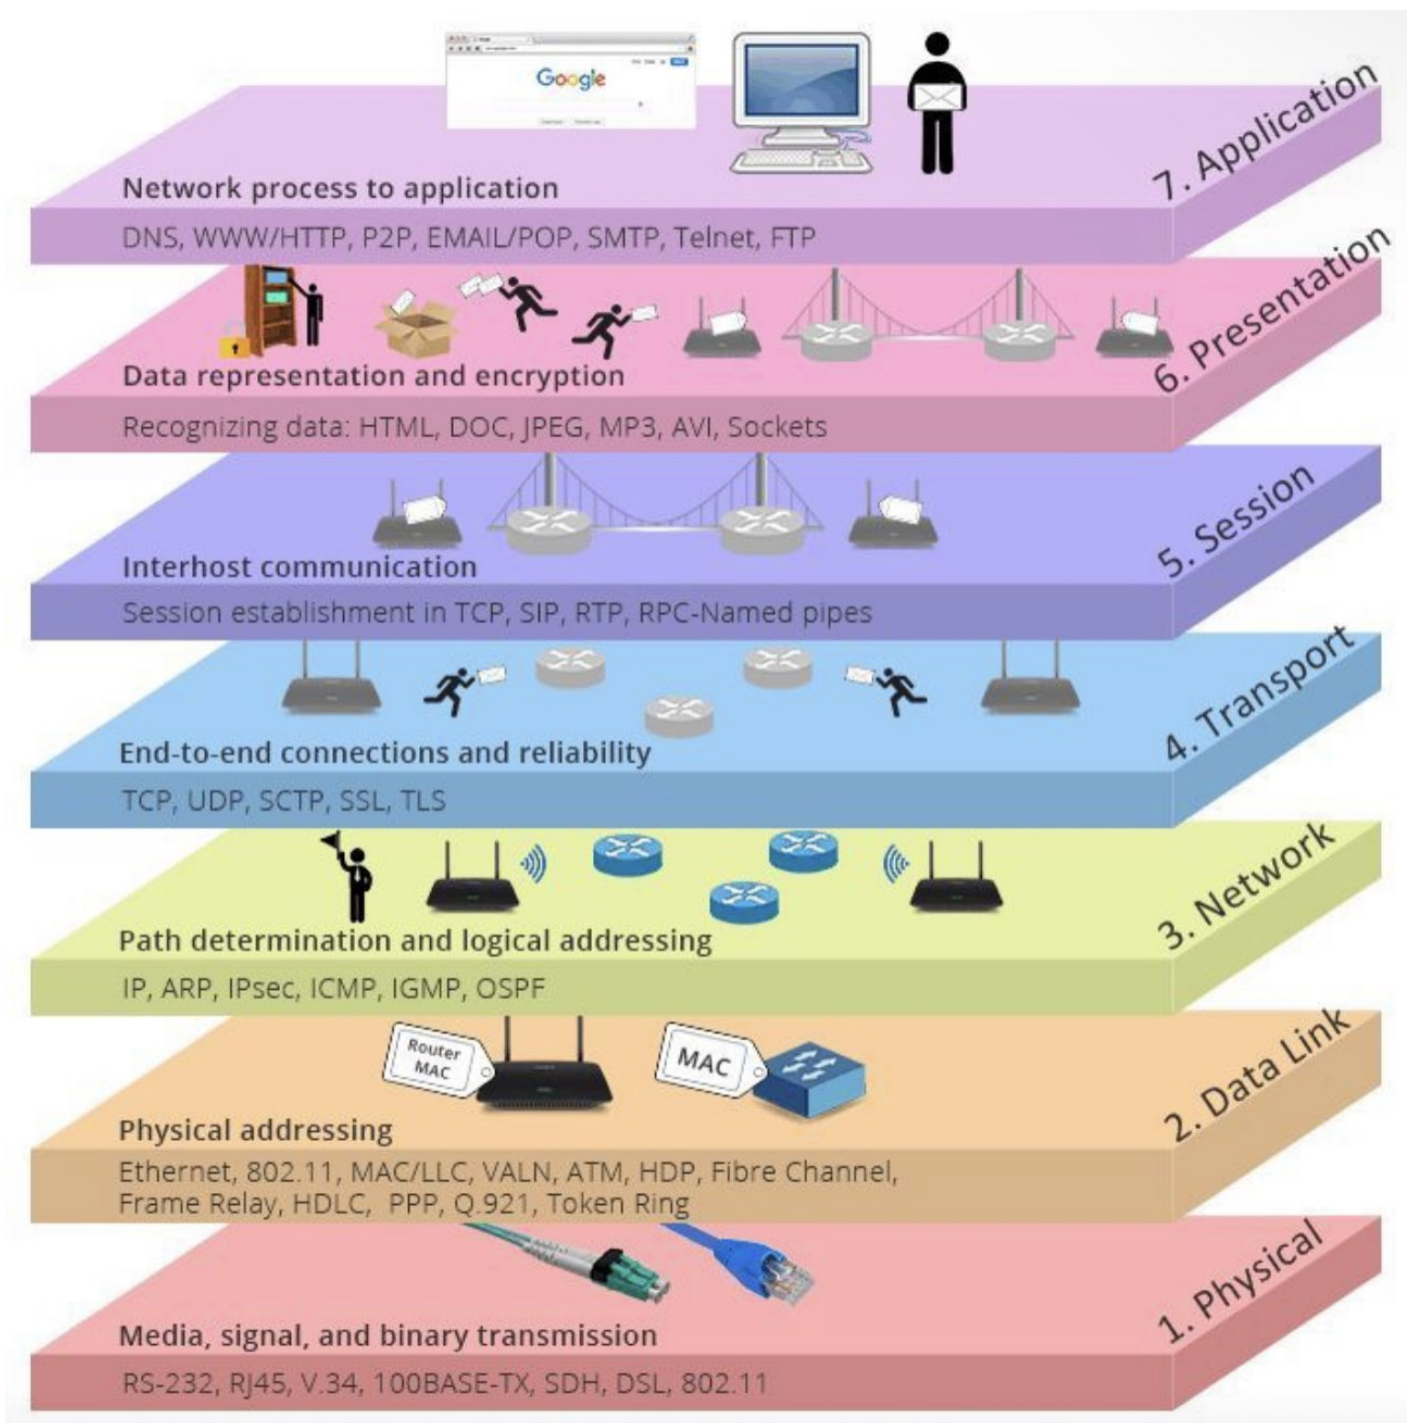 Google
7. Application
Network process to application
DNS, WWW/HTTP, P2P, EMAIL/POP, SMTP, Telnet, FTP
6. Presentation
Data representation and encryption
Recognizing data: HTML, DOC, JPEG, MP3, AVI, Sockets
5. Session
Interhost communication
Session establishment in TCP, SIP, RTP, RPC-Named pipes
4. Transport
End-to-end connections and reliability
TCP, UDP, SCTP, SSL, TLS
3. Network
Path determination and logical addressing
IP, ARP, IPsec, ICMP, IGMP, OSPF
2. Data Link
Router
MAC
MAC
Physical addressing
Ethernet, 802.11, MAC/LLC, VALN, ATM, HDP, Fibre Channel,
Frame Relay, HDLC, PPP, Q.921, Token Ring
1. Physical
Media, signal, and binary transmission
RS-232, RJ45, V.34, 100BASE-TX, SDH, DSL, 802.11